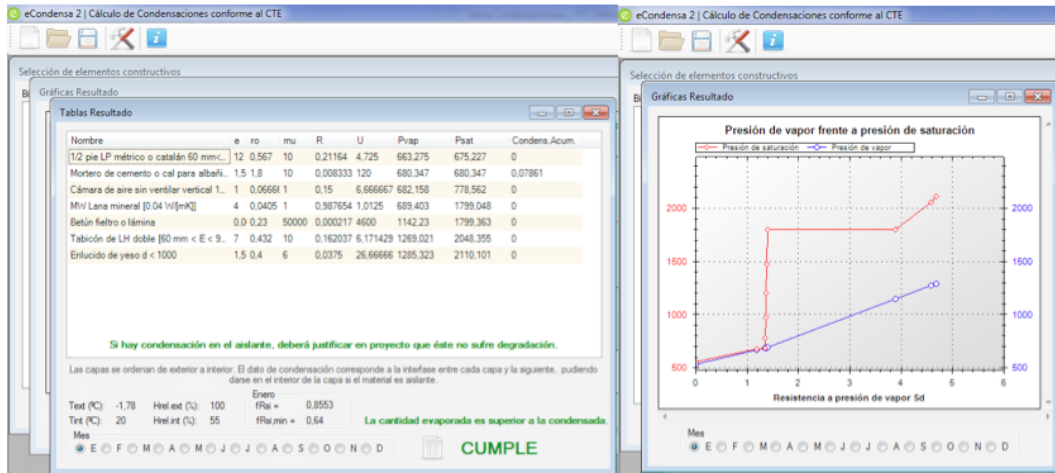 eCondensa 2 | Cálculo de Condensaciones conforme al CTE
Selección de elementos constructivos
Gráficas Resultado
Tablas Resultado
Nombre e ro mu R U Pvap Psat Condens.Acum.
1/2 pie LP métrico o catalán 60 mm<.. 12 0,567 10 0,21164 4,725 663,275 675,227 0
Mortero de cemento o cal para albañi.. 1,5 1,8 10 0,008333 120 680,347 680,347 0,07861
Cámara de aire sin ventilar vertical 1.. 1 0,0666( 1 0,15 6,666667 682,158 778,562 0
MW Lana mineral [0.04 W/[mK]] 4 0,0405 1 0,987654 1,0125 689,403 1799,048 0
Betún fieltro o lámina 0,0( 0,23 50000 0,000217 4600 1142,23 1799,363 0
Tabicón de LH doble [60 mm < E < 9.. 7 0,432 10 0,162037 6,171429 1269,021 2048,355 0
Enlucido de yeso d < 1000 1,5 0,4 6 0,0375 26,66666 1285,323 2110,101 0
Si hay condensación en el aislante, deberá justificar en proyecto que éste no sufre degradación.
Las capas se ordenan de exterior a interior. El dato de condensación corresponde a la interfase entre cada capa y la siguiente, pudiendo
darse en el interior de la capa si el material es aislante.
Enero
Text (ºC): -1,78 Hrel.ext (%): 100 fRsi = 0,8553
Tint (ºC): 20 Hrel.int (%): 55 fRsi,min = 0,64 La cantidad evaporada es superior a la condensada.
Mes
E F M A M J J A S O N D
CUMPLE
eCondensa 2 | Cálculo de Condensaciones conforme al CTE
Selección de elementos constructivos
Gráficas Resultado
Presión de vapor frente a presión de saturación
Presión de saturación Presión de vapor
2000 2000
1500 1500
1000 1000
500 500
0 1 2 3 4 5 6
Resistencia a presión de vapor Sd
Mes
E F M A M J J A S O N D